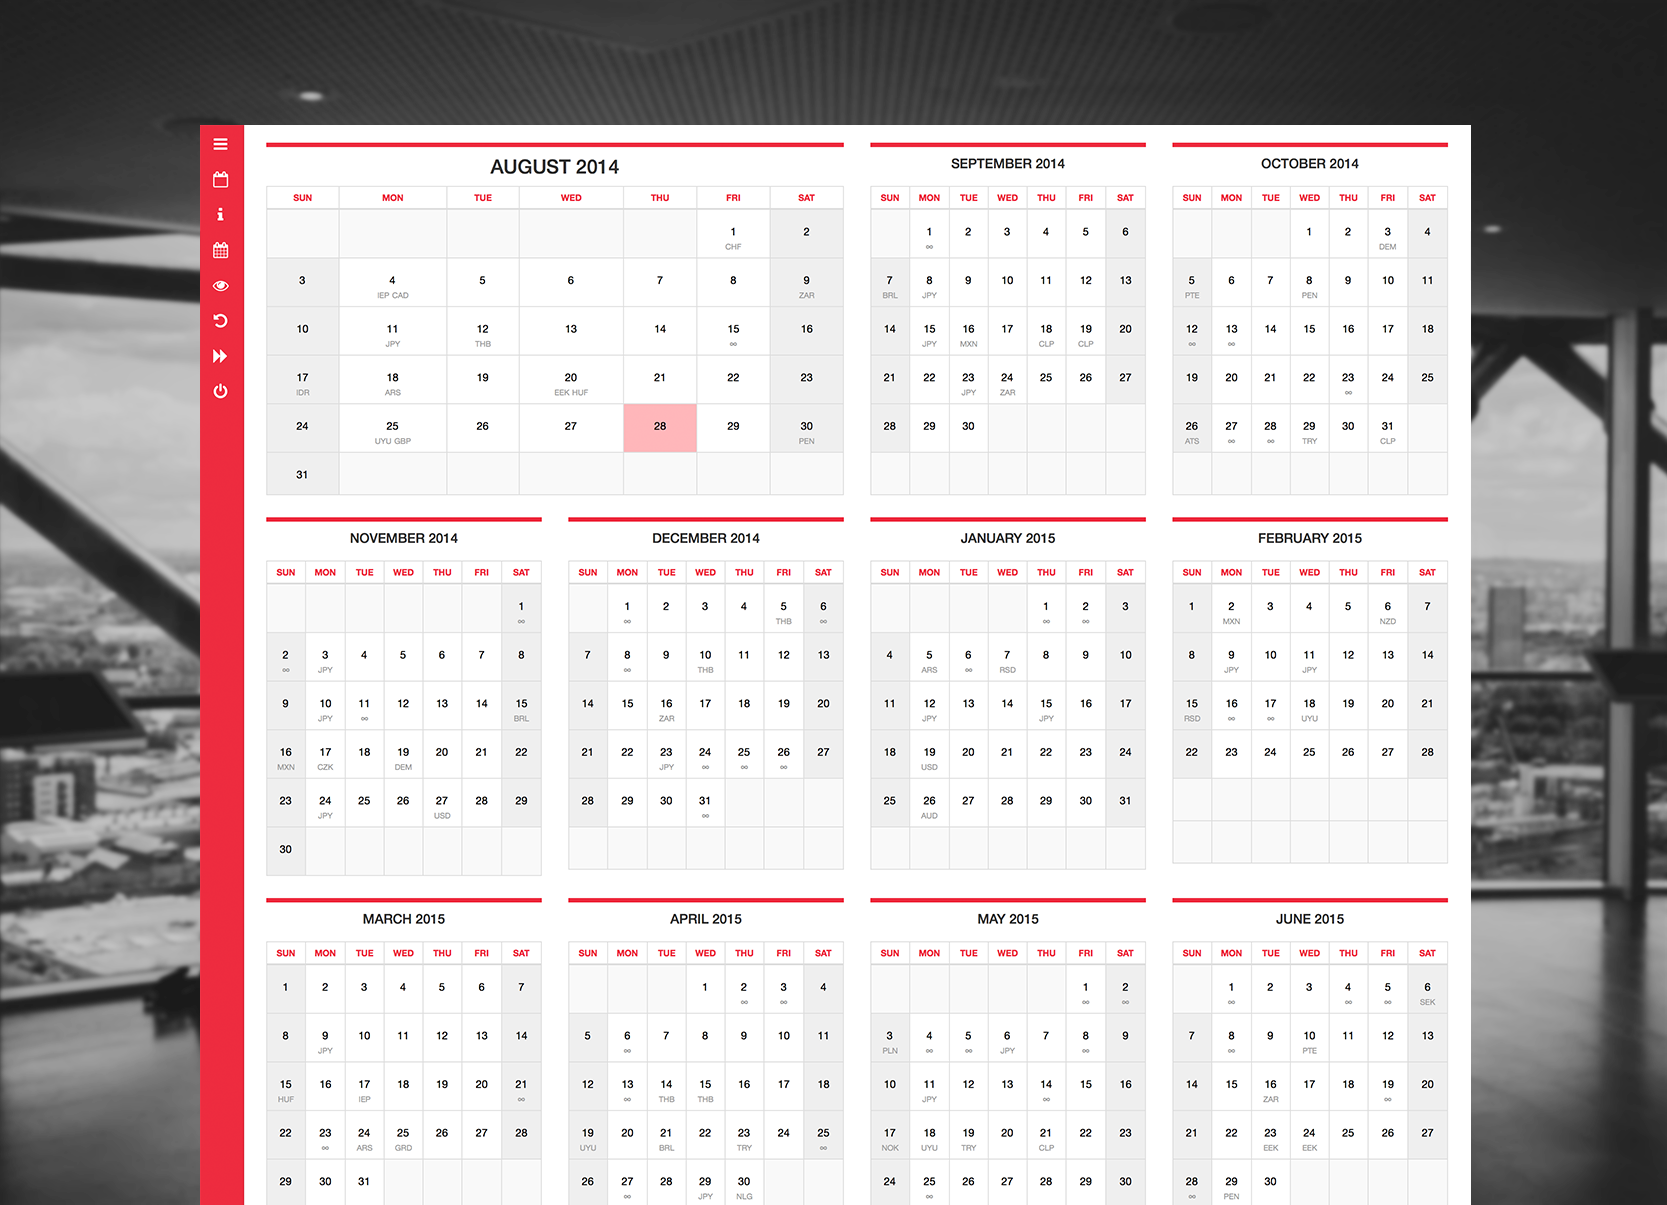 AUGUST 2014
SUN MON TUE WED THU FRI SAT
1 2
CHF
3 4 5 6 7 8 9
IEP CAD ZAR
10 11 12 13 14 15 16
JPY THB ∞
17 18 19 20 21 22 23
IDR ARS EEK HUF
24 25 26 27 28 29 30
UYU GBP PEN
31
SEPTEMBER 2014
SUN MON TUE WED THU FRI SAT
1 2 3 4 5 6
∞
7 8 9 10 11 12 13
BRL JPY
14 15 16 17 18 19 20
JPY MXN CLP CLP
21 22 23 24 25 26 27
JPY ZAR
28 29 30
OCTOBER 2014
SUN MON TUE WED THU FRI SAT
1 2 3 4
DEM
5 6 7 8 9 10 11
PTE PEN
12 13 14 15 16 17 18
∞ ∞
19 20 21 22 23 24 25
∞
26 27 28 29 30 31
ATS ∞ ∞ TRY CLP
NOVEMBER 2014
SUN MON TUE WED THU FRI SAT
1
∞
2 3 4 5 6 7 8
∞ JPY
9 10 11 12 13 14 15
JPY ∞ BRL
16 17 18 19 20 21 22
MXN CZK DEM
23 24 25 26 27 28 29
JPY USD
30
DECEMBER 2014
SUN MON TUE WED THU FRI SAT
1 2 3 4 5 6
∞ THB ∞
7 8 9 10 11 12 13
∞ THB
14 15 16 17 18 19 20
ZAR
21 22 23 24 25 26 27
JPY ∞ ∞ ∞
28 29 30 31
∞
JANUARY 2015
SUN MON TUE WED THU FRI SAT
1 2 3
∞ ∞
4 5 6 7 8 9 10
ARS ∞ RSD
11 12 13 14 15 16 17
JPY JPY
18 19 20 21 22 23 24
USD
25 26 27 28 29 30 31
AUD
FEBRUARY 2015
SUN MON TUE WED THU FRI SAT
1 2 3 4 5 6 7
MXN NZD
8 9 10 11 12 13 14
JPY JPY
15 16 17 18 19 20 21
RSD ∞ ∞ UYU
22 23 24 25 26 27 28
MARCH 2015
SUN MON TUE WED THU FRI SAT
1 2 3 4 5 6 7
8 9 10 11 12 13 14
JPY
15 16 17 18 19 20 21
HUF IEP ∞
22 23 24 25 26 27 28
∞ ARS GRD
29 30 31
APRIL 2015
SUN MON TUE WED THU FRI SAT
1 2 3 4
∞ ∞
5 6 7 8 9 10 11
∞
12 13 14 15 16 17 18
∞ THB THB
19 20 21 22 23 24 25
UYU BRL TRY ∞
26 27 28 29 30
∞ JPY NLG
MAY 2015
SUN MON TUE WED THU FRI SAT
1 2
∞ ∞
3 4 5 6 7 8 9
PLN ∞ ∞ JPY ∞
10 11 12 13 14 15 16
JPY ∞
17 18 19 20 21 22 23
NOK UYU TRY CLP
24 25 26 27 28 29 30
∞
JUNE 2015
SUN MON TUE WED THU FRI SAT
1 2 3 4 5 6
∞ ∞ ∞ SEK
7 8 9 10 11 12 13
∞ PTE
14 15 16 17 18 19 20
ZAR ∞
21 22 23 24 25 26 27
EEK EEK
28 29 30
∞ PEN